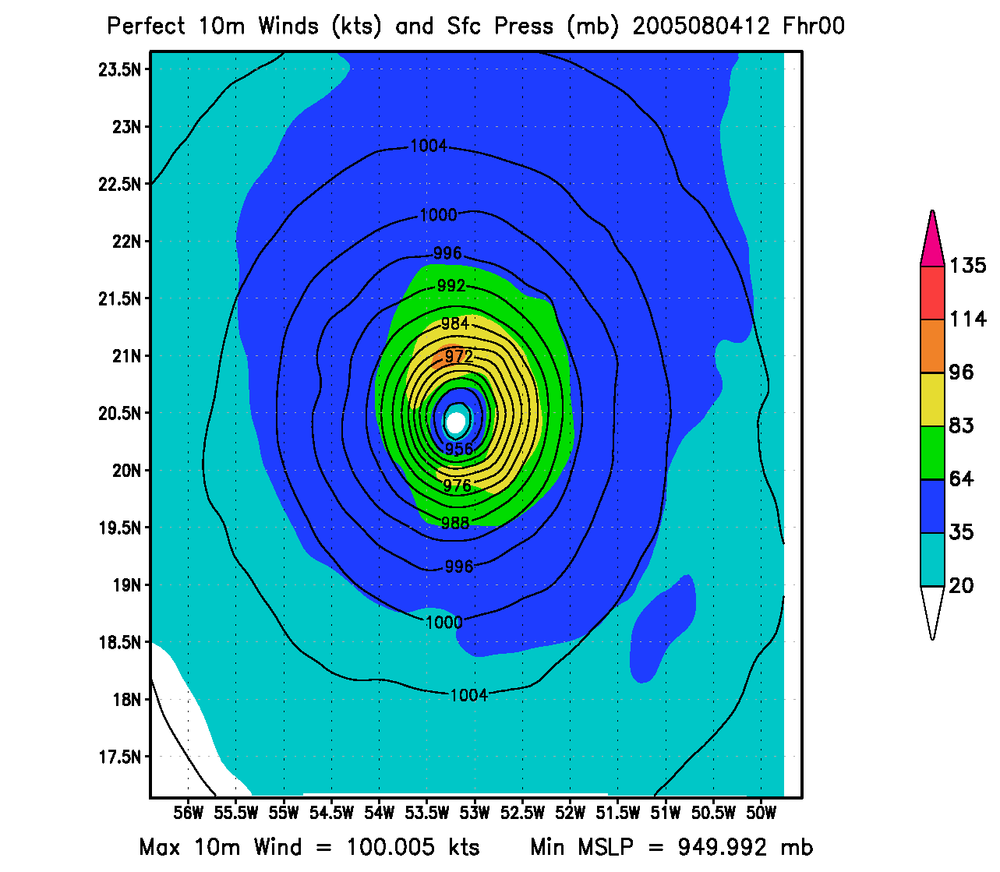 Perfect 10m Winds (kts) and Sfc Press (mb) 2005080412 Fhr00
23.5N
23N
22.5N
22N
21.5N
21N
20.5N
20N
19.5N
19N
18.5N
18N
17.5N
1004
1000
996
992
984
972
956
976
988
996
1000
1004
135
114
96
83
64
35
20
56W 55.5W 55W 54.5W 54W 53.5W 53W 52.5W 52W 51.5W 51W 50.5W 50W
Max 10m Wind = 100.005 kts Min MSLP = 949.992 mb